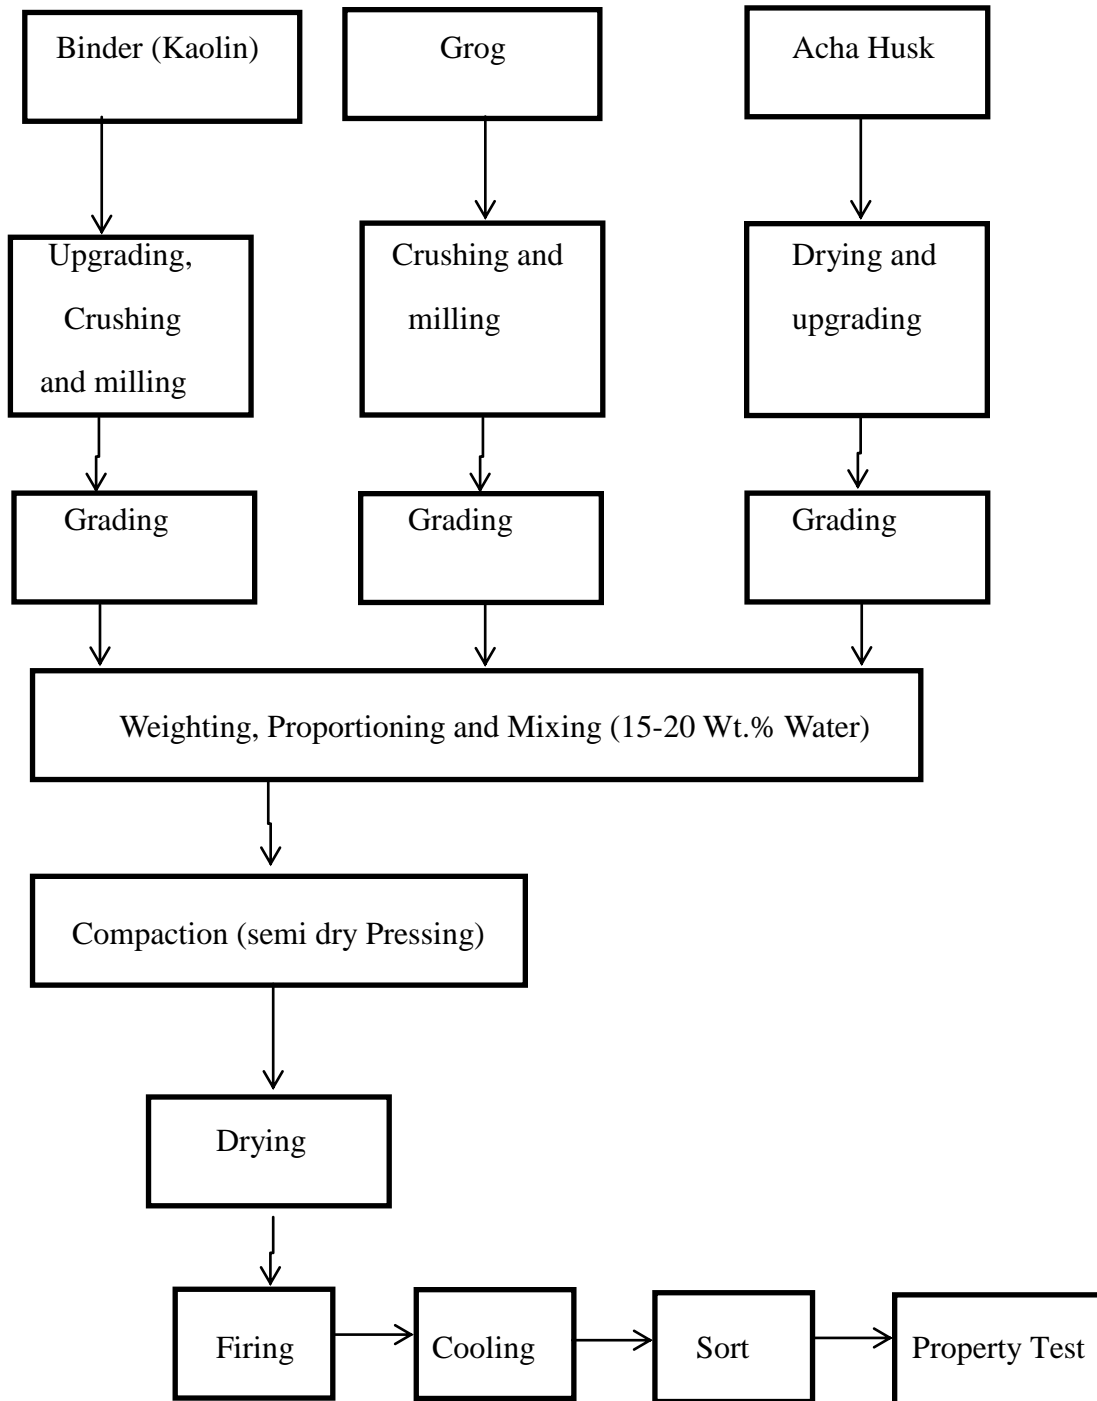 Binder (Kaolin)
Grog
Acha Husk
Upgrading,
Crushing
and milling
Crushing and
milling
Drying and
upgrading
Grading
Grading
Grading
Weighting, Proportioning and Mixing (15-20 Wt.% Water)
Compaction (semi dry Pressing)
Drying
Firing
Cooling
Sort
Property Test